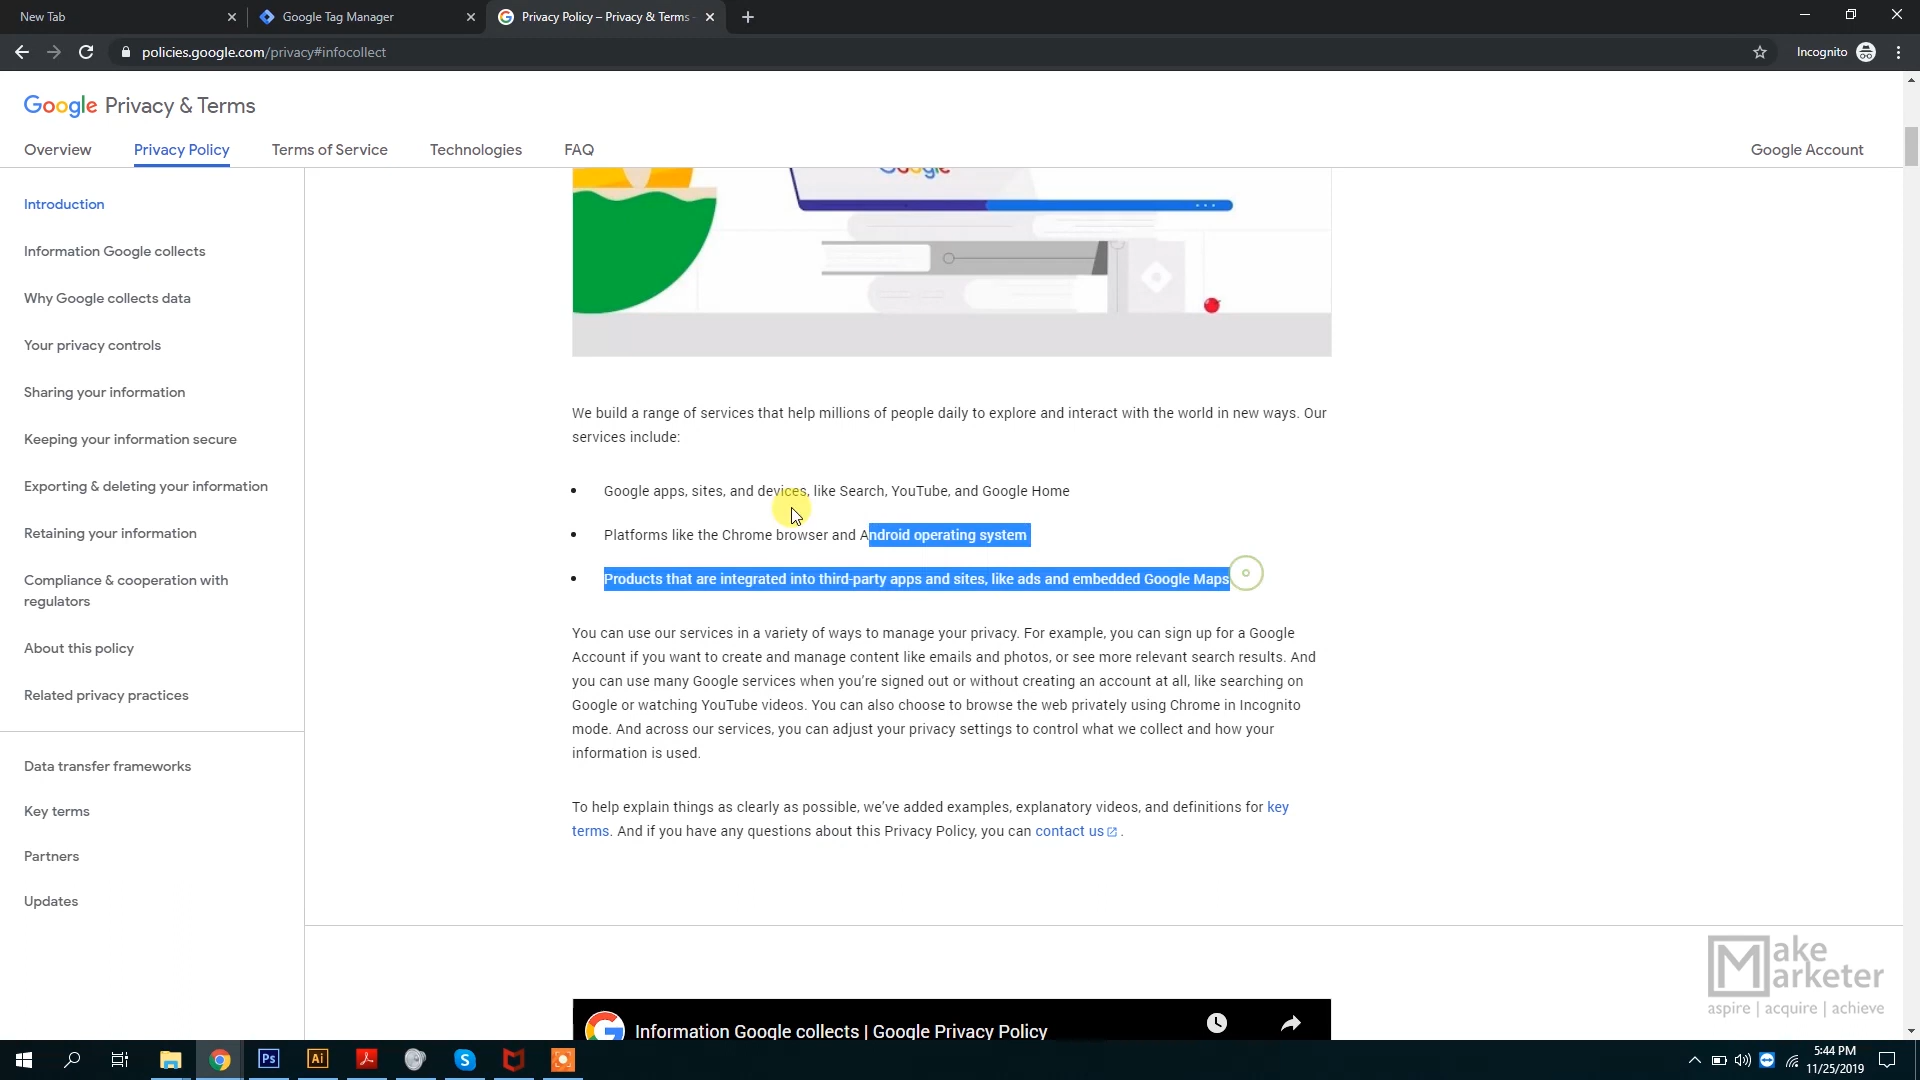 New Tab
Google Tag Manager
Privacy Policy – Privacy & Terms
policies.google.com/privacy#infocollect
Incognito
Google Privacy & Terms
Overview
Privacy Policy
Terms of Service
Technologies
FAQ
Google Account
Introduction
Information Google collects
Why Google collects data
Your privacy controls
Sharing your information
Keeping your information secure
Exporting & deleting your information
Retaining your information
Compliance & cooperation with
regulators
About this policy
Related privacy practices
Data transfer frameworks
Key terms
Partners
Updates
Google
We build a range of services that help millions of people daily to explore and interact with the world in new ways. Our
services include:
• Google apps, sites, and devices, like Search, YouTube, and Google Home
• Platforms like the Chrome browser and Android operating system
• Products that are integrated into third-party apps and sites, like ads and embedded Google Maps
You can use our services in a variety of ways to manage your privacy. For example, you can sign up for a Google
Account if you want to create and manage content like emails and photos, or see more relevant search results. And
you can use many Google services when you’re signed out or without creating an account at all, like searching on
Google or watching YouTube videos. You can also choose to browse the web privately using Chrome in Incognito
mode. And across our services, you can adjust your privacy settings to control what we collect and how your
information is used.
To help explain things as clearly as possible, we’ve added examples, explanatory videos, and definitions for key
terms. And if you have any questions about this Privacy Policy, you can contact us.
Information Google collects | Google Privacy Policy
Make
Marketer
aspire | acquire | achieve
Ps
Ai
5:44 PM
11/25/2019